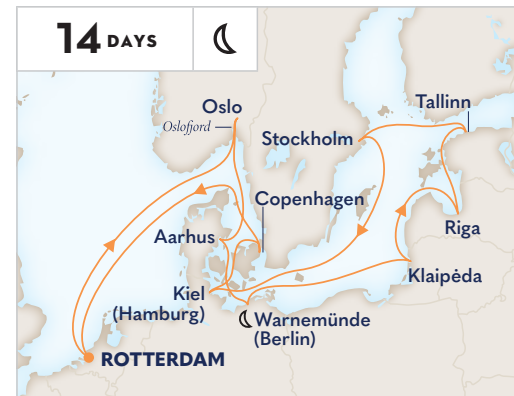 14 DAYS
Oslo
Oslofjord
Tallinn
Stockholm
Copenhagen
Aarhus
Riga
Klaipėda
Kiel
(Hamburg)
Warnemünde
(Berlin)
ROTTERDAM